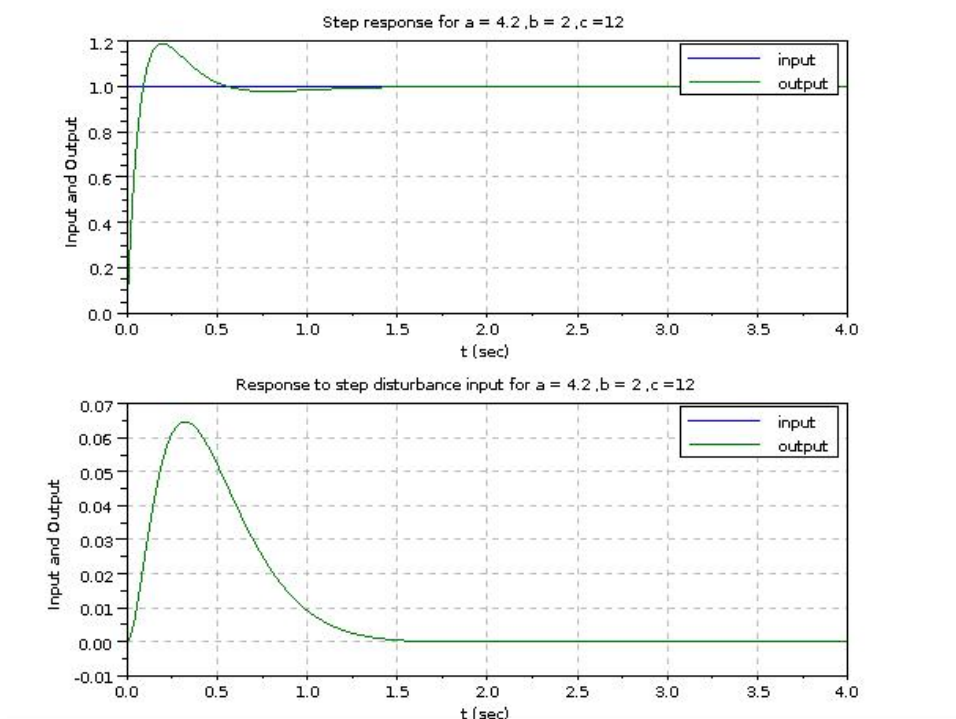 Step response for a = 4.2 ,b = 2 ,c =12
1.2
1.0
0.8
0.6
0.4
0.2
0.0
Input and Output
input
output
0.0 0.5 1.0 1.5 2.0 2.5 3.0 3.5 4.0
t (sec)
Response to step disturbance input for a = 4.2 ,b = 2 ,c =12
0.07
0.06
0.05
0.04
0.03
0.02
0.01
0.00
-0.01
Input and Output
input
output
0.0 0.5 1.0 1.5 2.0 2.5 3.0 3.5 4.0
t (sec)